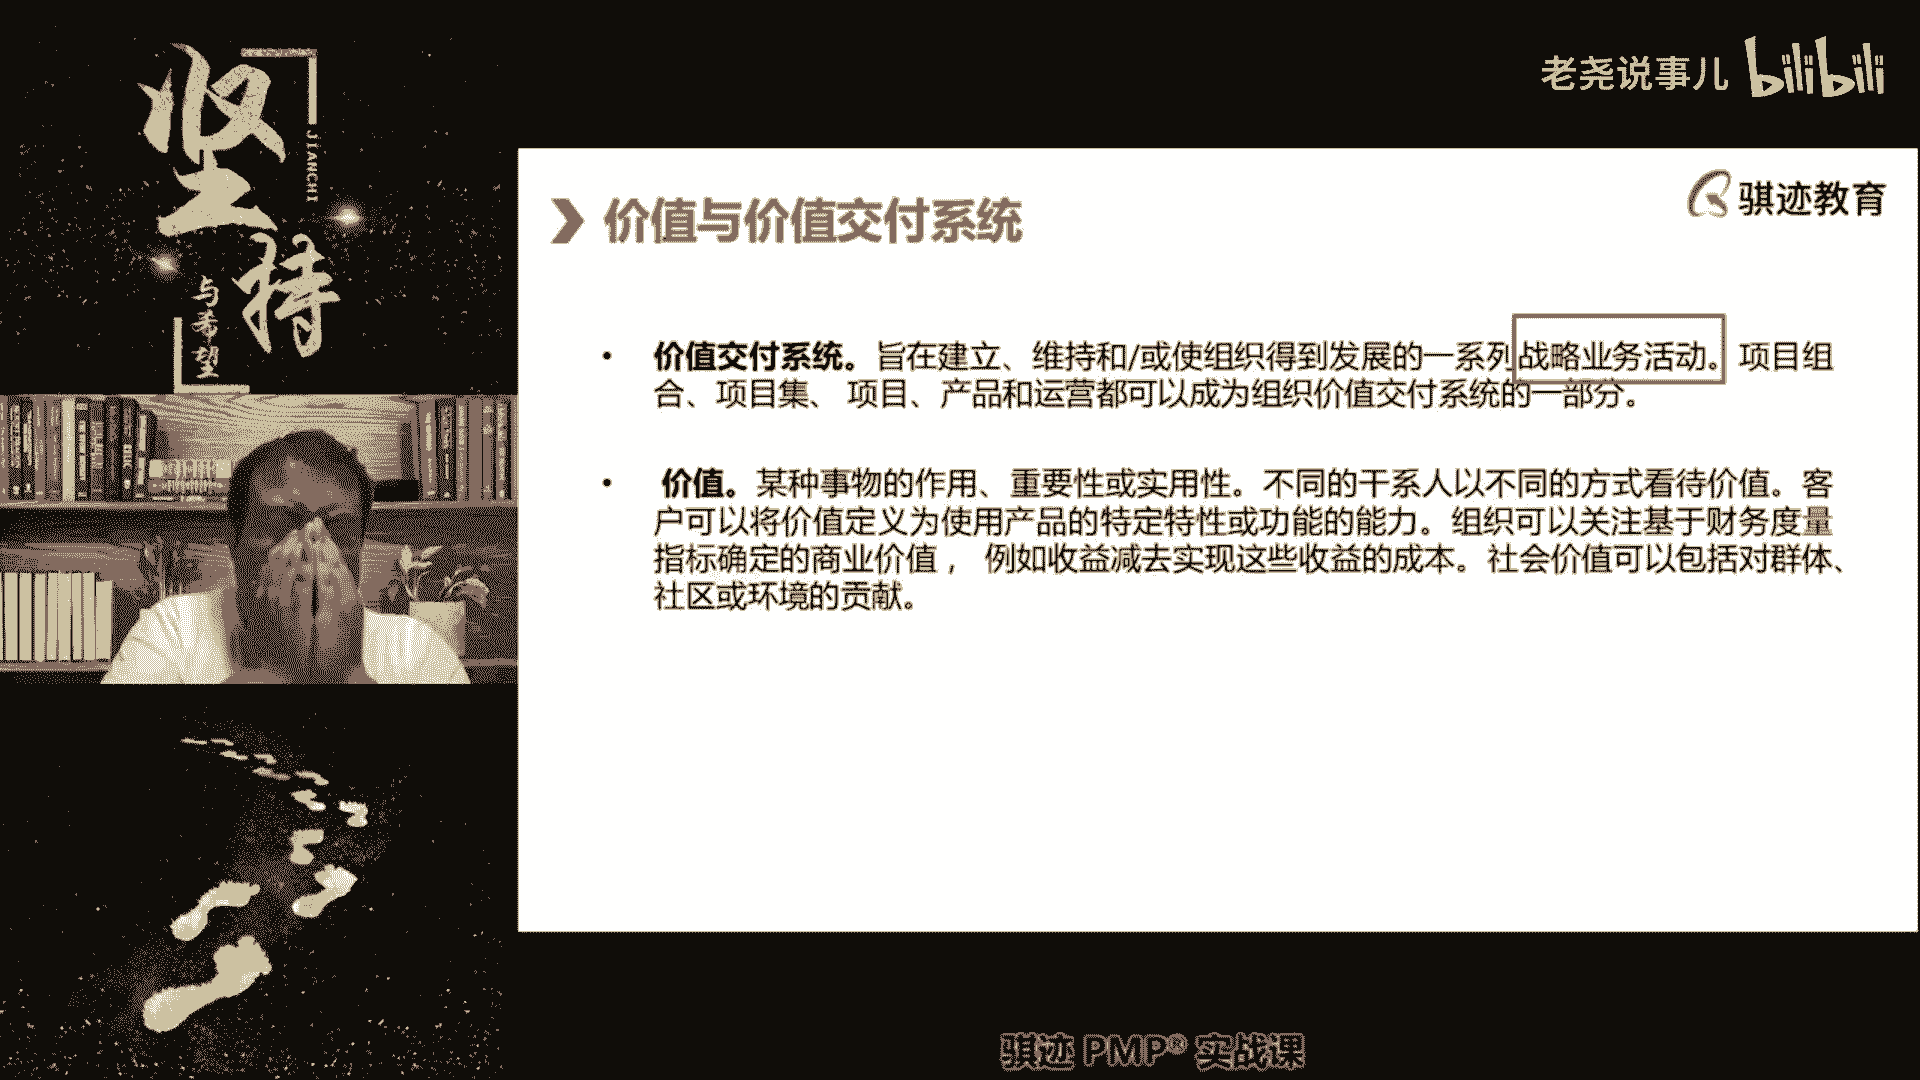 坚持
JIANCHI
与希望
老尧说事儿 bilibili
骐迹教育
价值与价值交付系统
• 价值交付系统。旨在建立、维持和/或使组织得到发展的一系列战略业务活动。项目组
合、项目集、 项目、产品和运营都可以成为组织价值交付系统的一部分。
• 价值。某种事物的作用、重要性或实用性。不同的干系人以不同的方式看待价值。客
户可以将价值定义为使用产品的特定特性或功能的能力。组织可以关注基于财务度量
指标确定的商业价值， 例如收益减去实现这些收益的成本。社会价值可以包括对群体、
社区或环境的贡献。
骐迹 PMP® 实战课